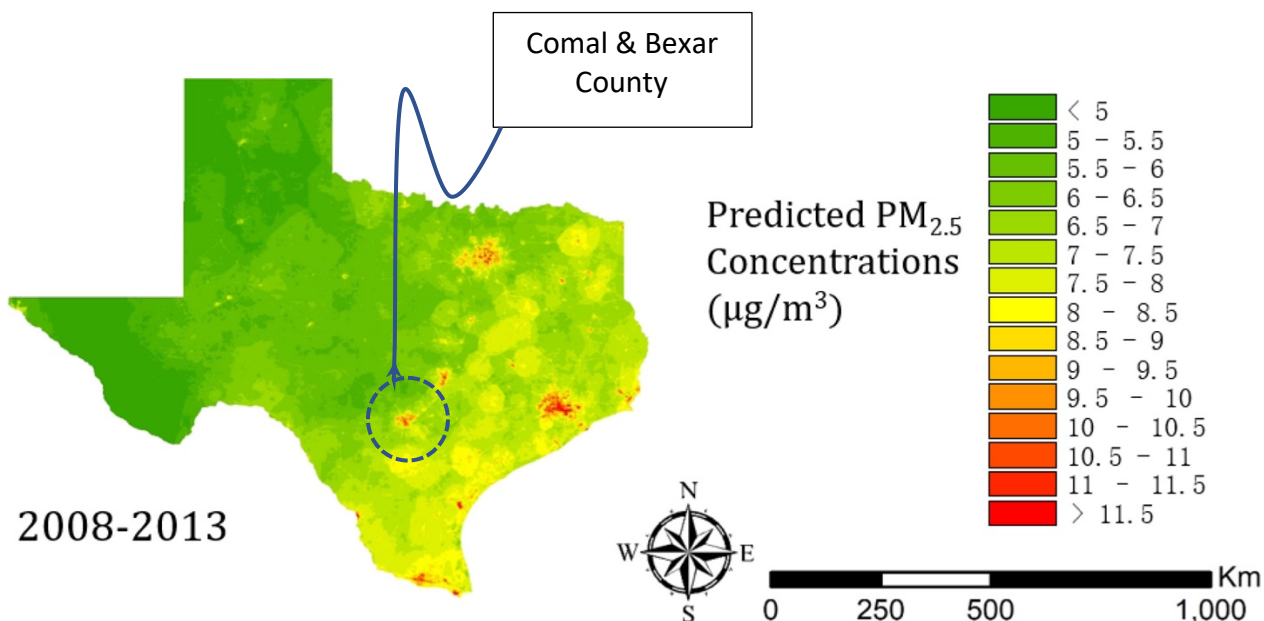 Comal & Bexar
County
Predicted PM₂.₅
Concentrations
(µg/m³)
< 5
5 - 5.5
5.5 - 6
6 - 6.5
6.5 - 7
7 - 7.5
7.5 - 8
8 - 8.5
8.5 - 9
9 - 9.5
9.5 - 10
10 - 10.5
10.5 - 11
11 - 11.5
> 11.5
2008-2013
N
W E
S
Km
0 250 500 1,000